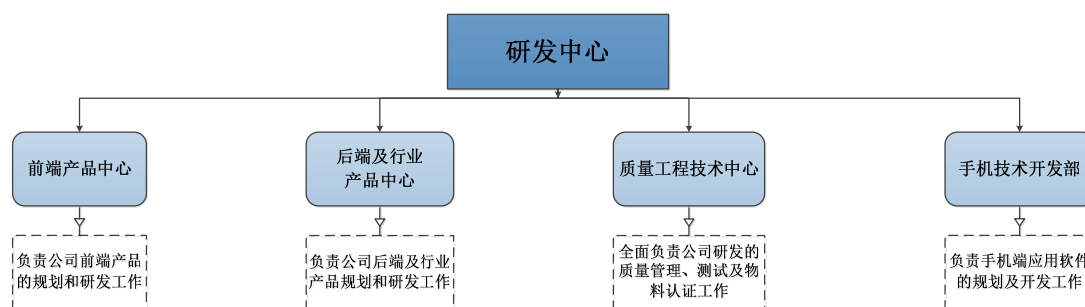 研发中心
前端产品中心
后端及行业
产品中心
质量工程技术中心
手机技术开发部
负责公司前端产品
的规划和研发工作
负责公司后端及行业
产品规划和研发工作
全面负责公司研发的
质量管理、测试及物
料认证工作
负责手机端应用软件
的规划及开发工作